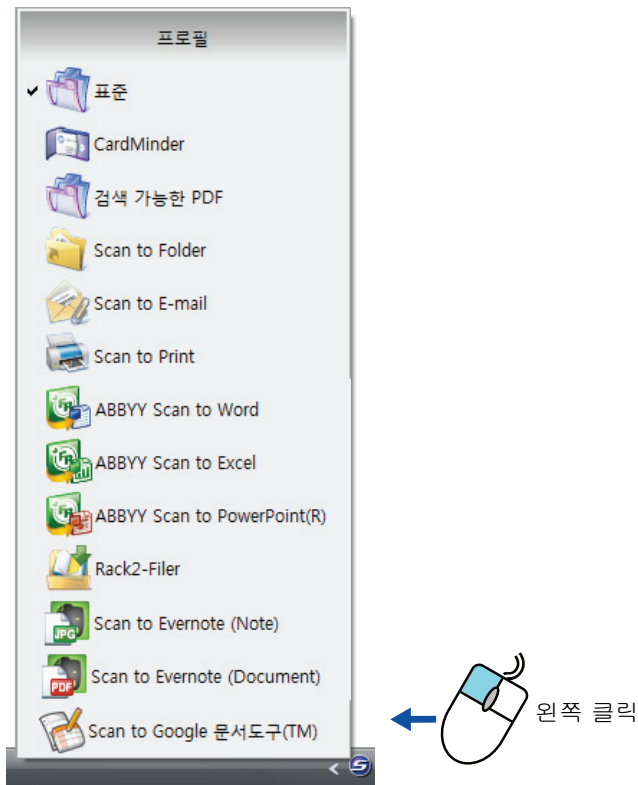 프로필
표준
CardMinder
검색 가능한 PDF
Scan to Folder
Scan to E-mail
Scan to Print
ABBYY Scan to Word
ABBYY Scan to Excel
ABBYY Scan to PowerPoint(R)
Rack2-Filer
JPG
Scan to Evernote (Note)
PDF
Scan to Evernote (Document)
Scan to Google 문서도구(TM)
왼쪽 클릭